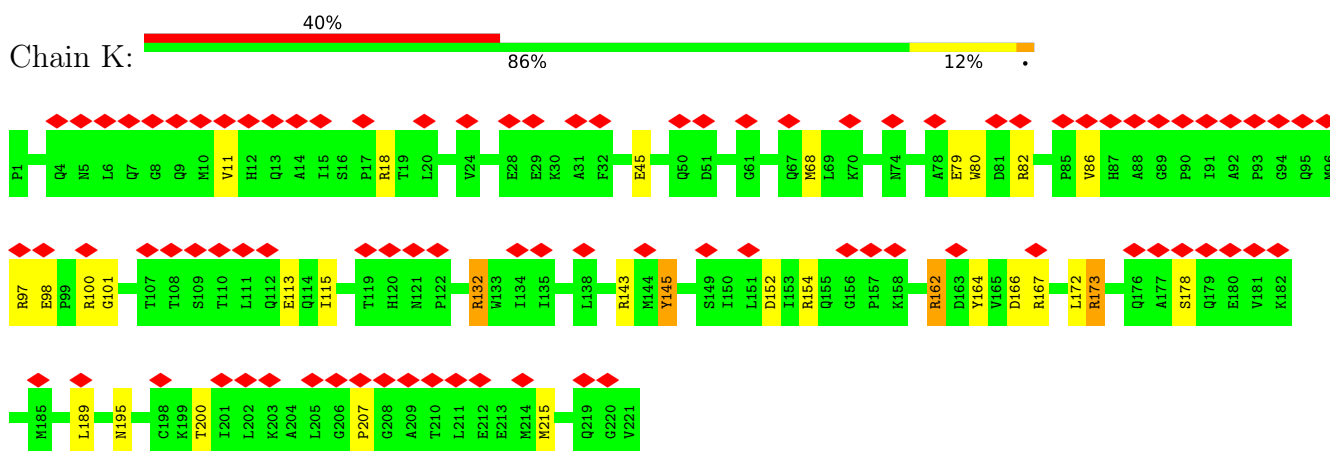 40%
Chain K:
86% 12% •
P1 Q4 N5 L6 Q7 G8 Q9 M10 V11 H12 Q13 A14 I15 S16 P17 R18 T19 L20 V24 E28 E29 K30 A31 F32 E45 Q50 D51 G61 Q67 M68 L69 K70 N74 A78 E79 W80 D81 R82 P85 V86 H87 A88 G89 P90 I91 A92 P93 G94 Q95 M96
R97 E98 P99 R100 G101 T107 T108 S109 T110 L111 Q112 E113 Q114 I115 T119 H120 N121 P122 R132 W133 I134 I135 L138 R143 M144 Y145 S149 I150 L151 D152 I153 R154 Q155 G156 P157 K158 R162 D163 Y164 V165 D166 R167 L172 R173 Q176 A177 S178 Q179 E180 V181 K182
M185 L189 N195 C198 K199 T200 I201 L202 K203 A204 L205 G206 P207 G208 A209 T210 L211 E212 E213 M214 M215 Q219 G220 V221